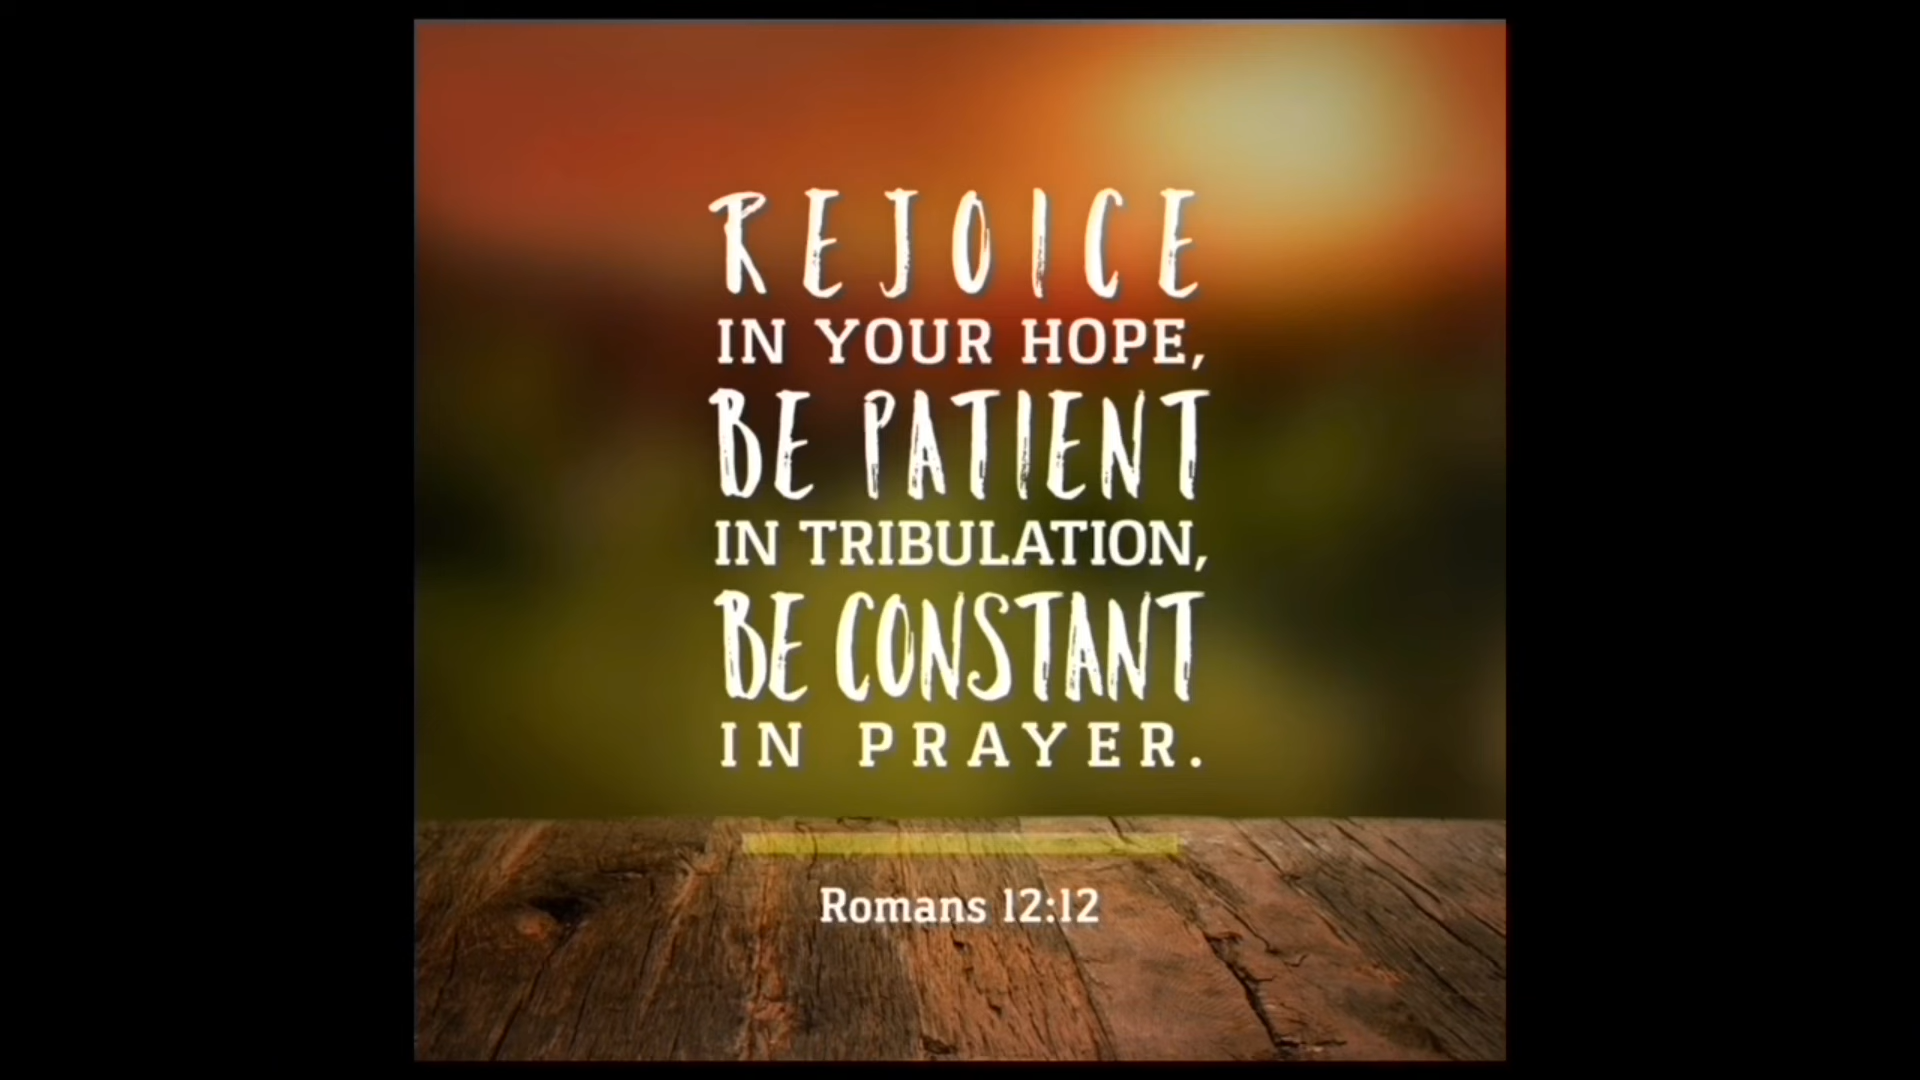 REJOICE
IN YOUR HOPE,
BE PATIENT
IN TRIBULATION,
BE CONSTANT
IN PRAYER.
Romans 12:12